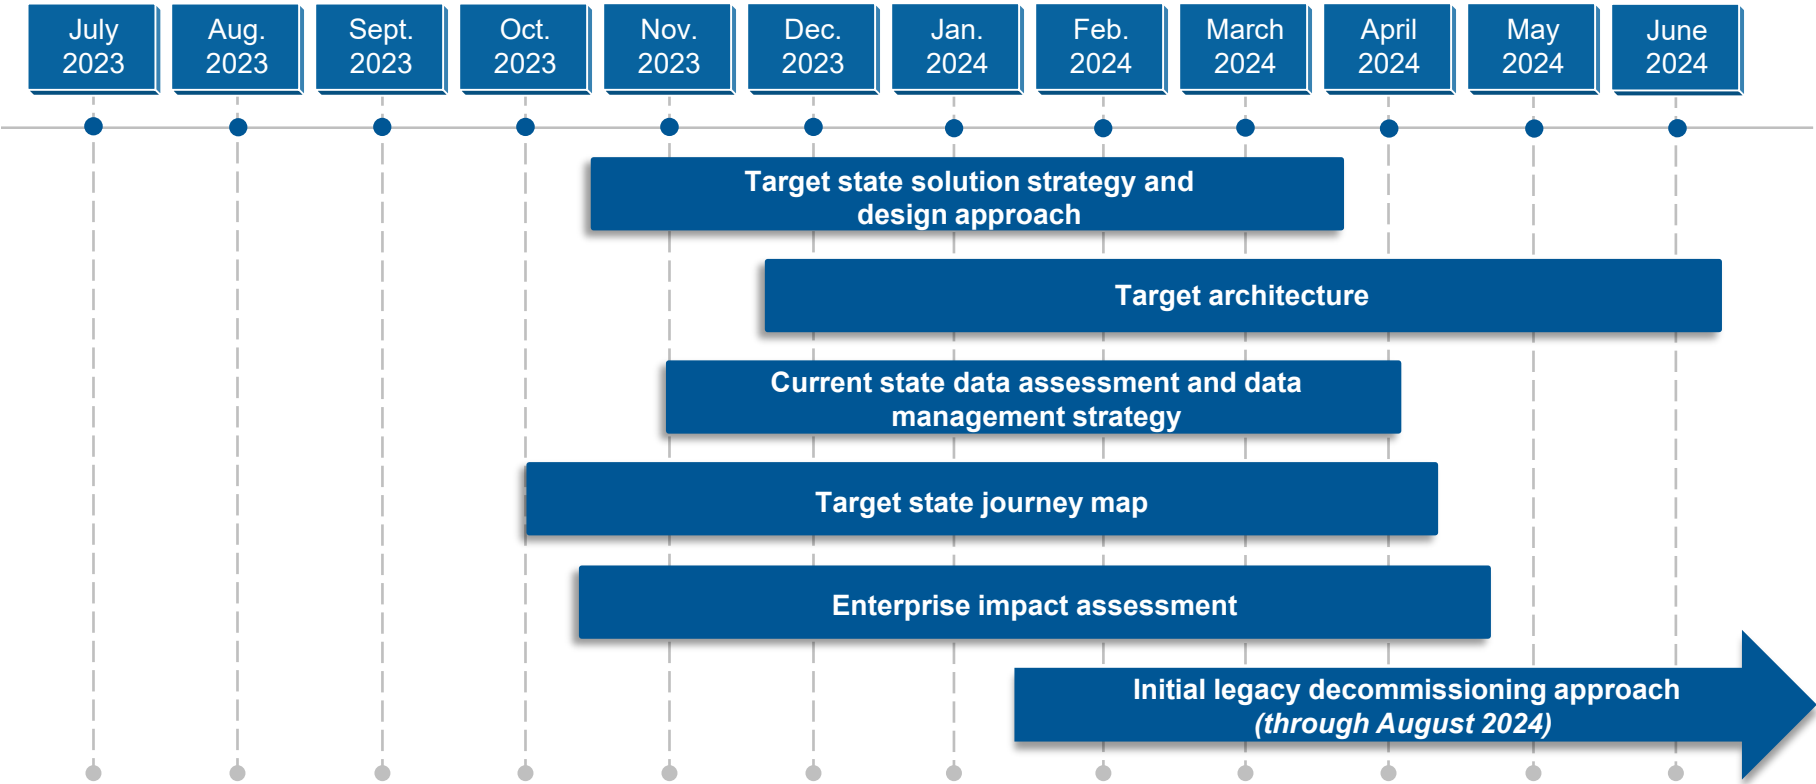 July
2023
Aug.
2023
Sept.
2023
Oct.
2023
Nov.
2023
Dec.
2023
Jan.
2024
Feb.
2024
March
2024
April
2024
May
2024
June
2024
Target state solution strategy and
design approach
Target architecture
Current state data assessment and data
management strategy
Target state journey map
Enterprise impact assessment
Initial legacy decommissioning approach
(through August 2024)